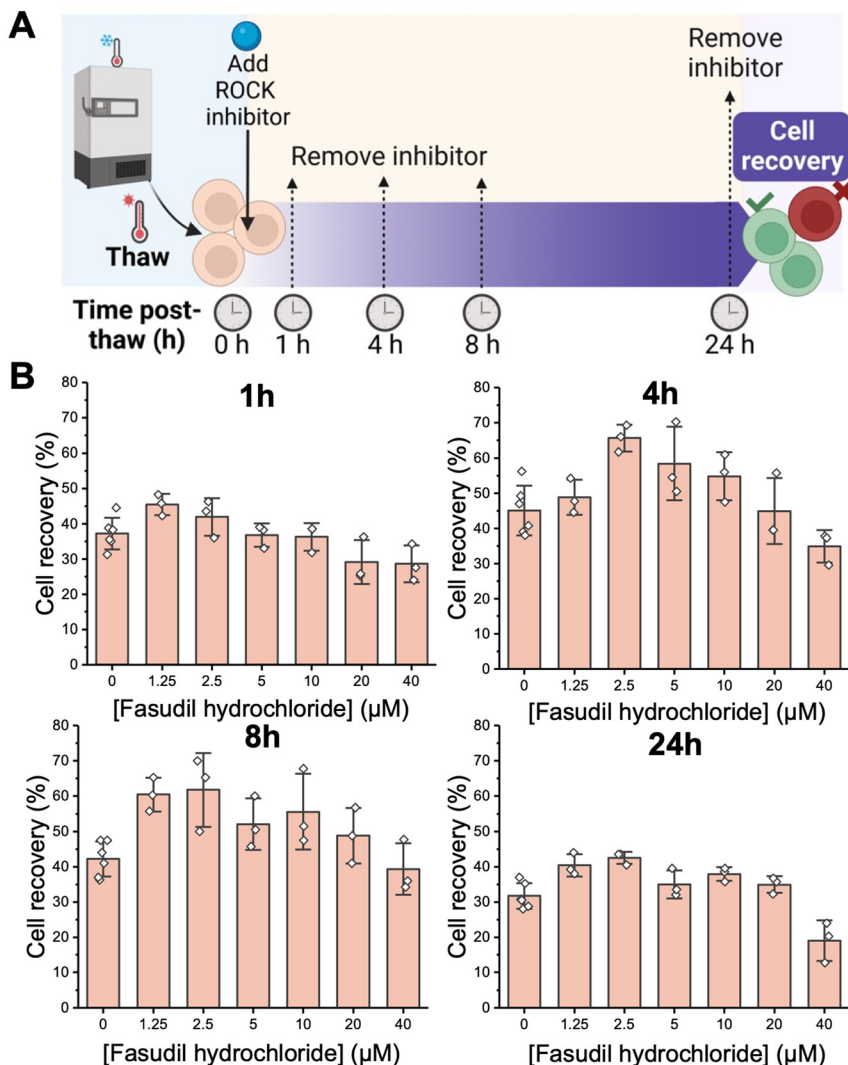 A
Add
ROCK
inhibitor
Remove
inhibitor
Remove inhibitor
Cell
recovery
Thaw
Time post-
thaw (h)
0 h
1 h
4 h
8 h
24 h
B
1h
Cell recovery (%)
80
70
60
50
40
30
20
10
0
0 1.25 2.5 5 10 20 40
[Fasudil hydrochloride] (µM)
4h
Cell recovery (%)
80
70
60
50
40
30
20
10
0
0 1.25 2.5 5 10 20 40
[Fasudil hydrochloride] (µM)
8h
Cell recovery (%)
80
70
60
50
40
30
20
10
0
0 1.25 2.5 5 10 20 40
[Fasudil hydrochloride] (µM)
24h
Cell recovery (%)
80
70
60
50
40
30
20
10
0
0 1.25 2.5 5 10 20 40
[Fasudil hydrochloride] (µM)